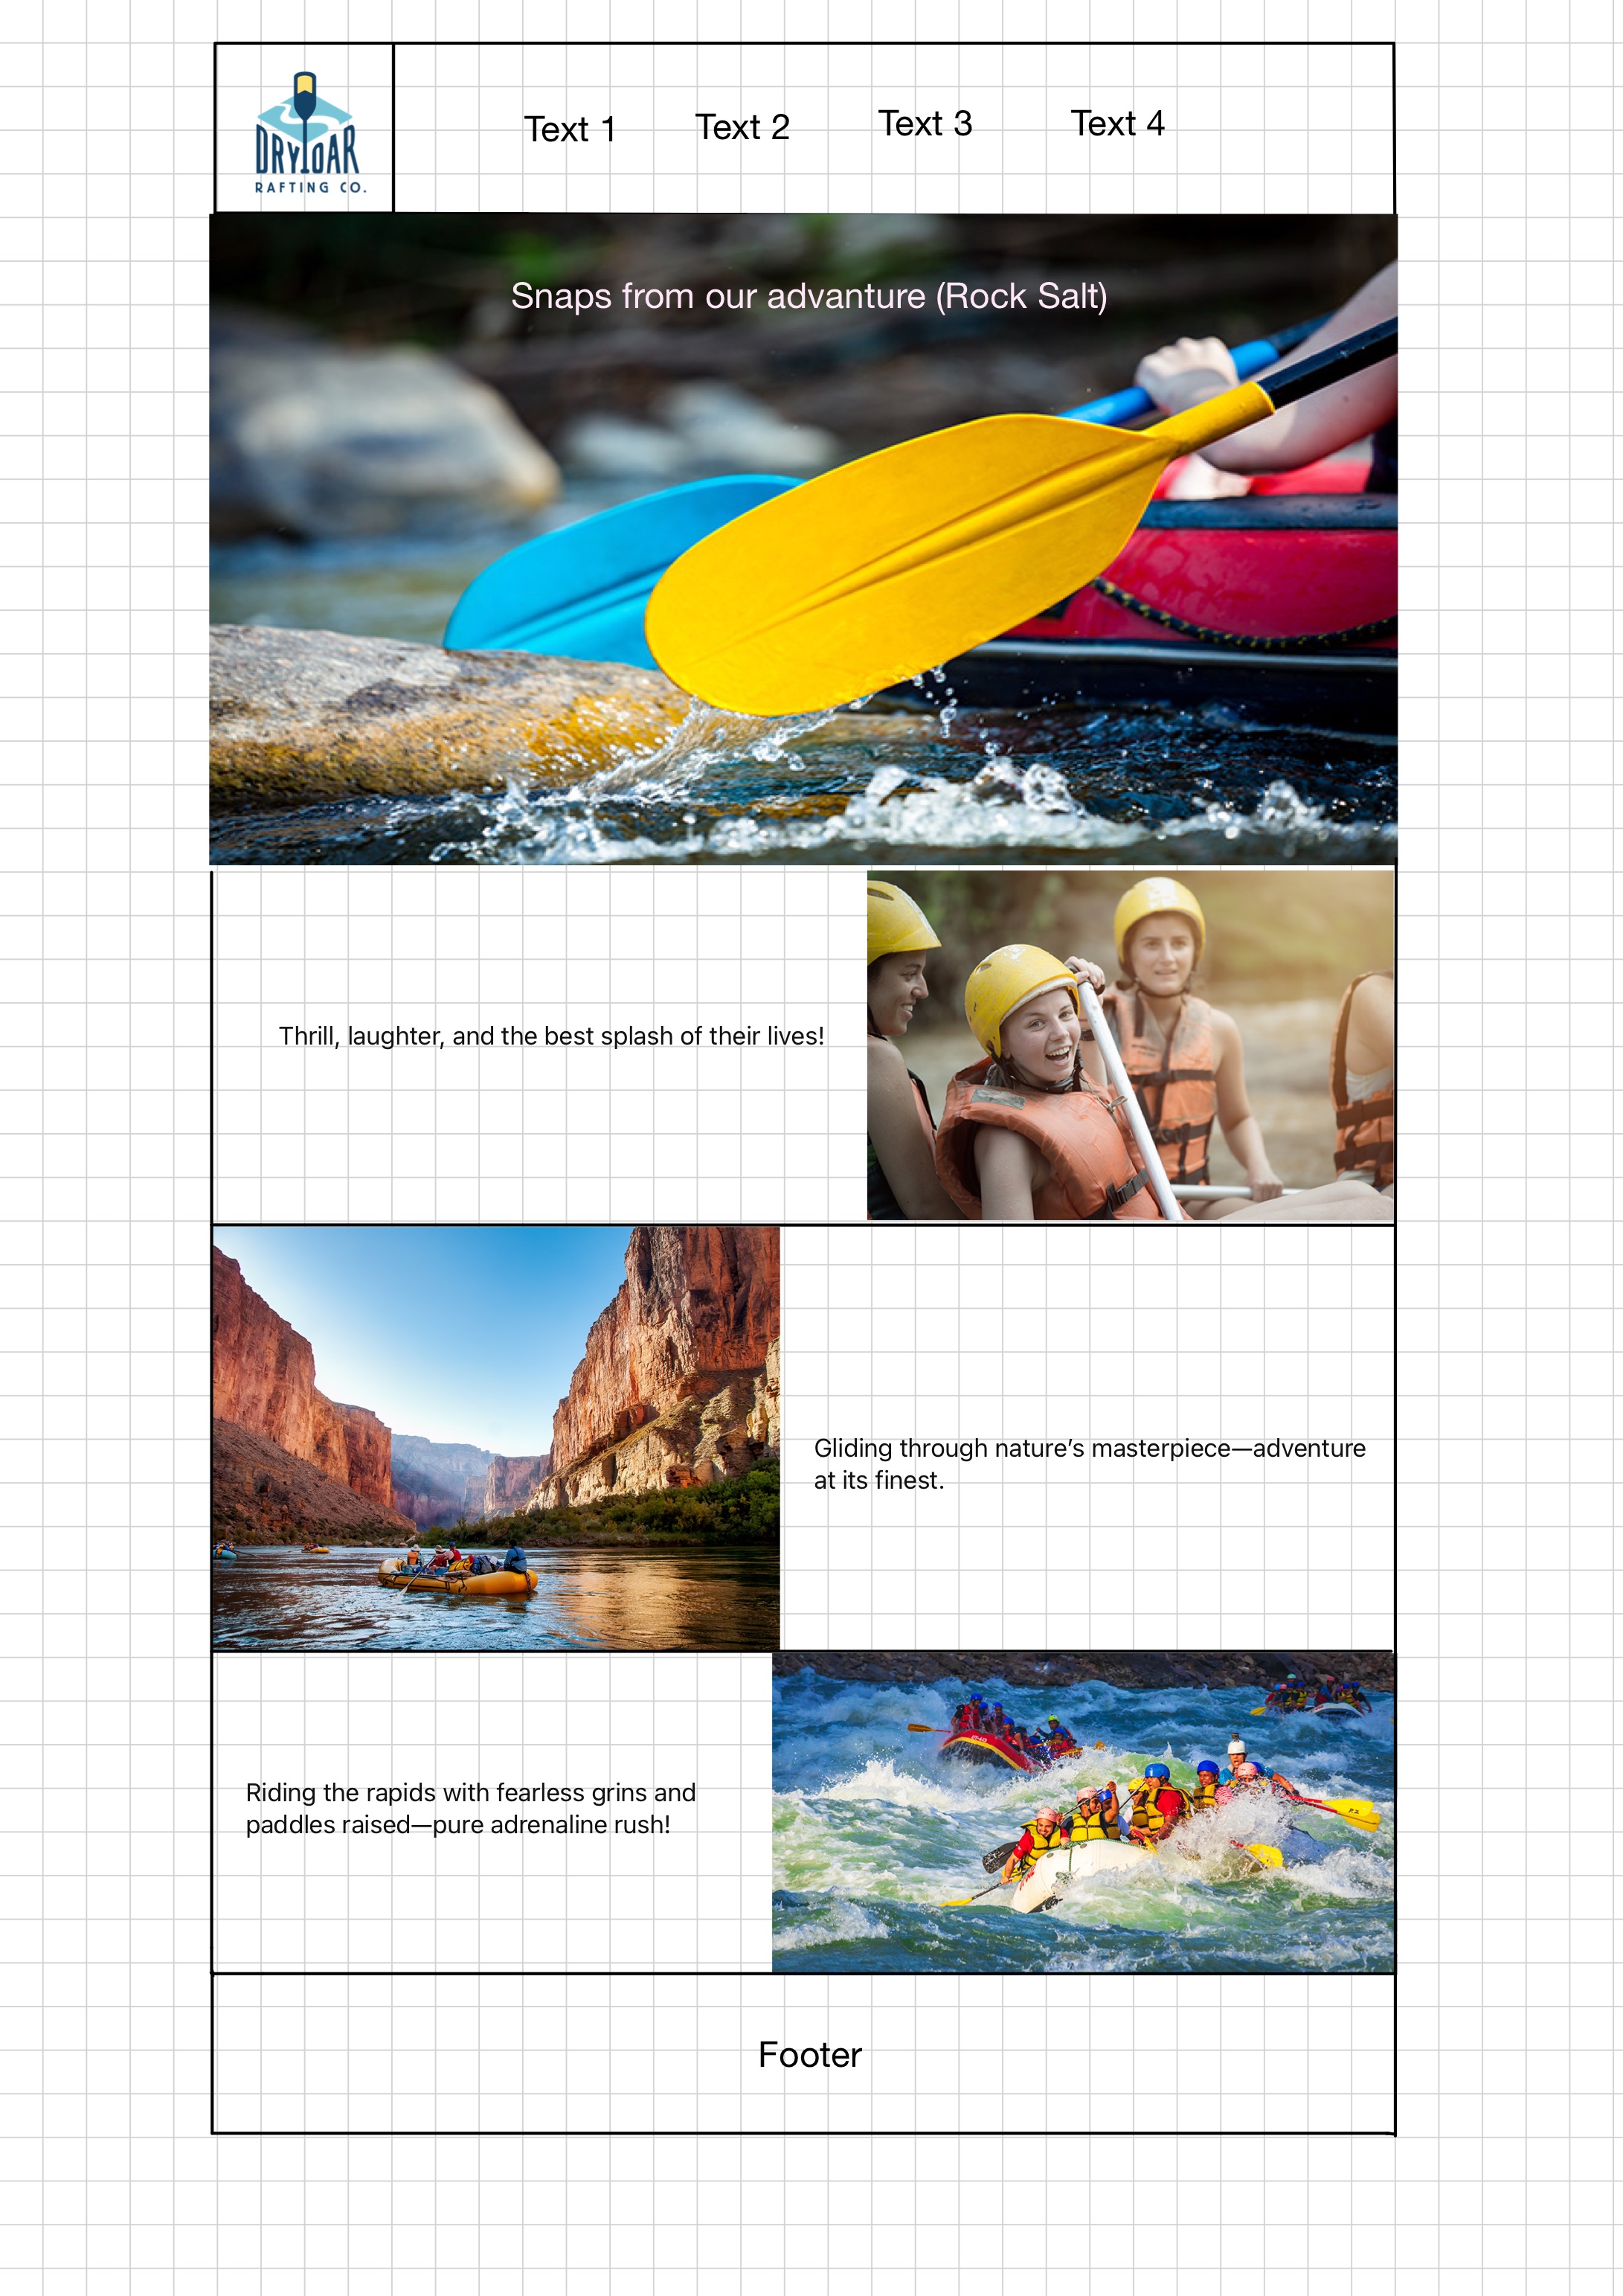 DRY OAR
RAFTING CO.
Text 1 Text 2 Text 3 Text 4
Snaps from our advanture (Rock Salt)
Thrill, laughter, and the best splash of their lives!
Gliding through nature’s masterpiece—adventure
at its finest.
Riding the rapids with fearless grins and
paddles raised—pure adrenaline rush!
Footer